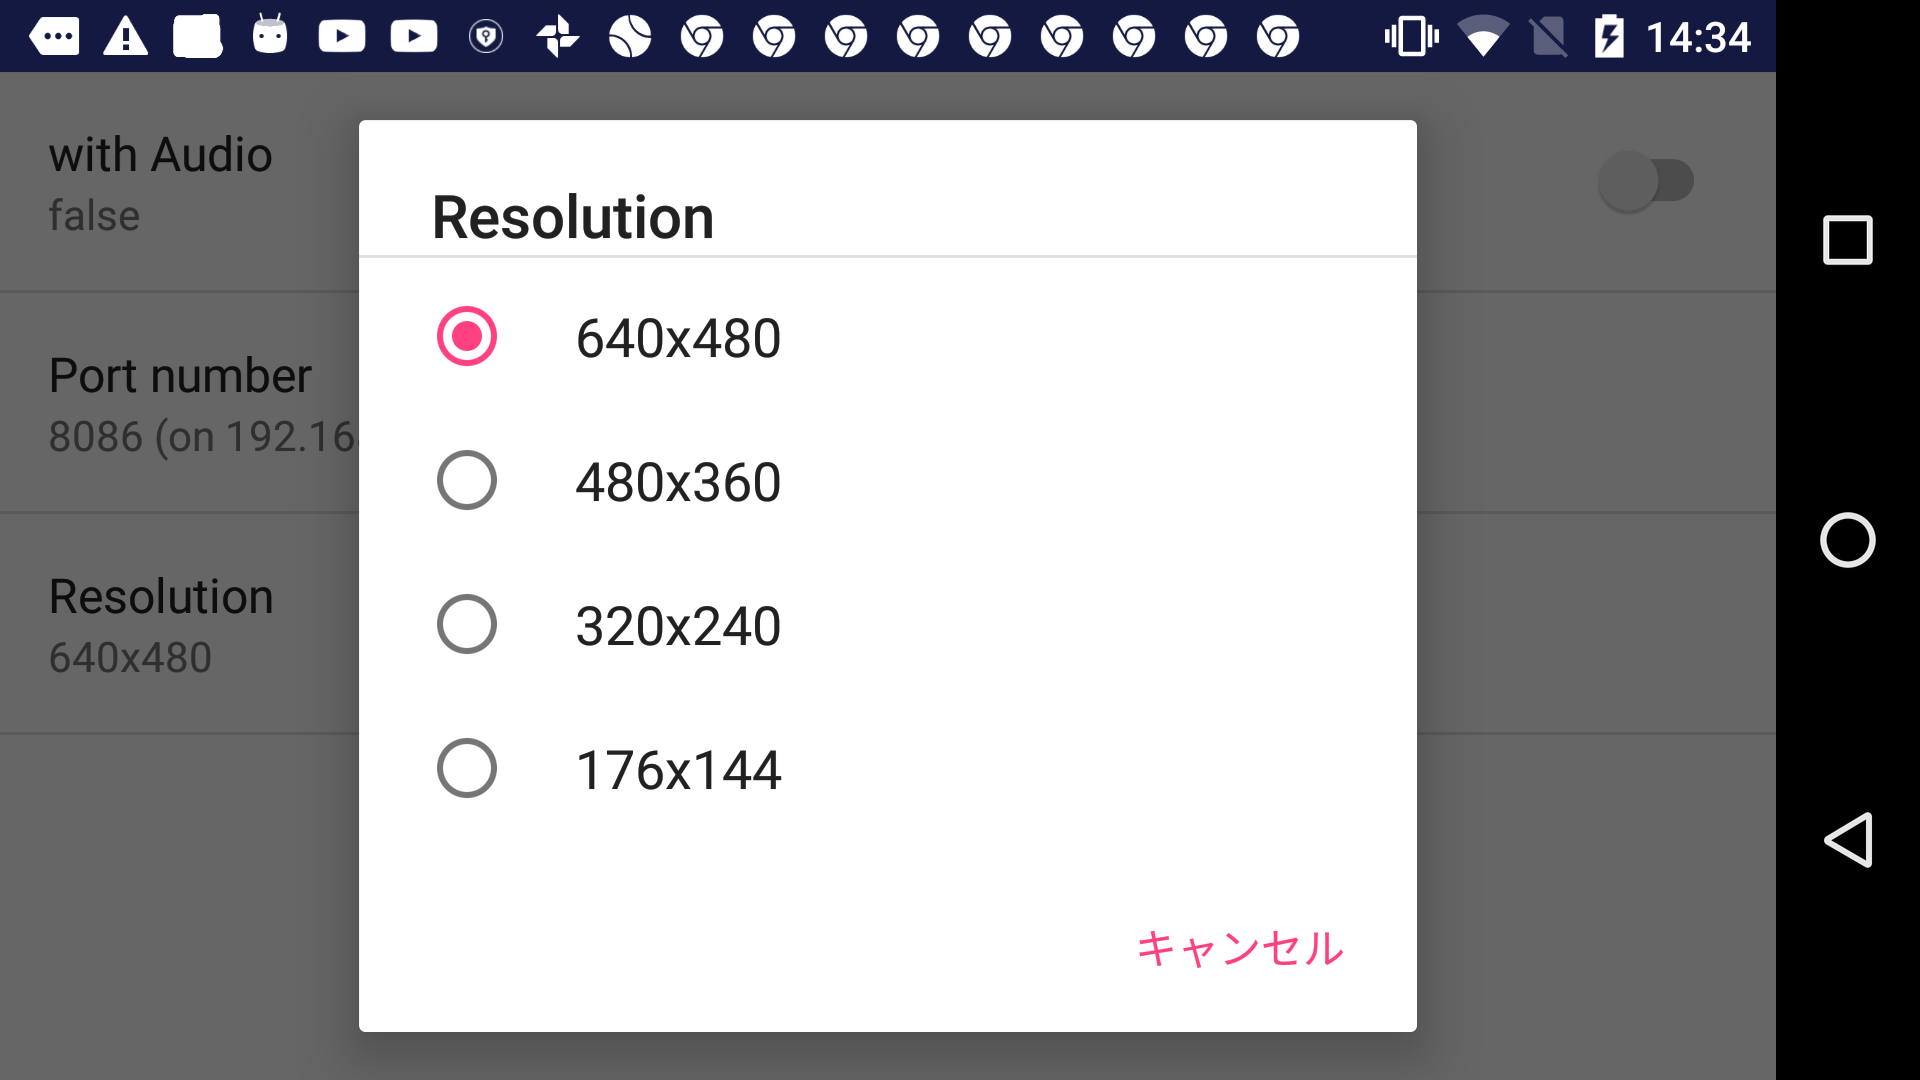 14:34
with Audio
false
Port number
8086 (on 192.16
Resolution
640x480
Resolution
640x480
480x360
320x240
176x144
キャンセル